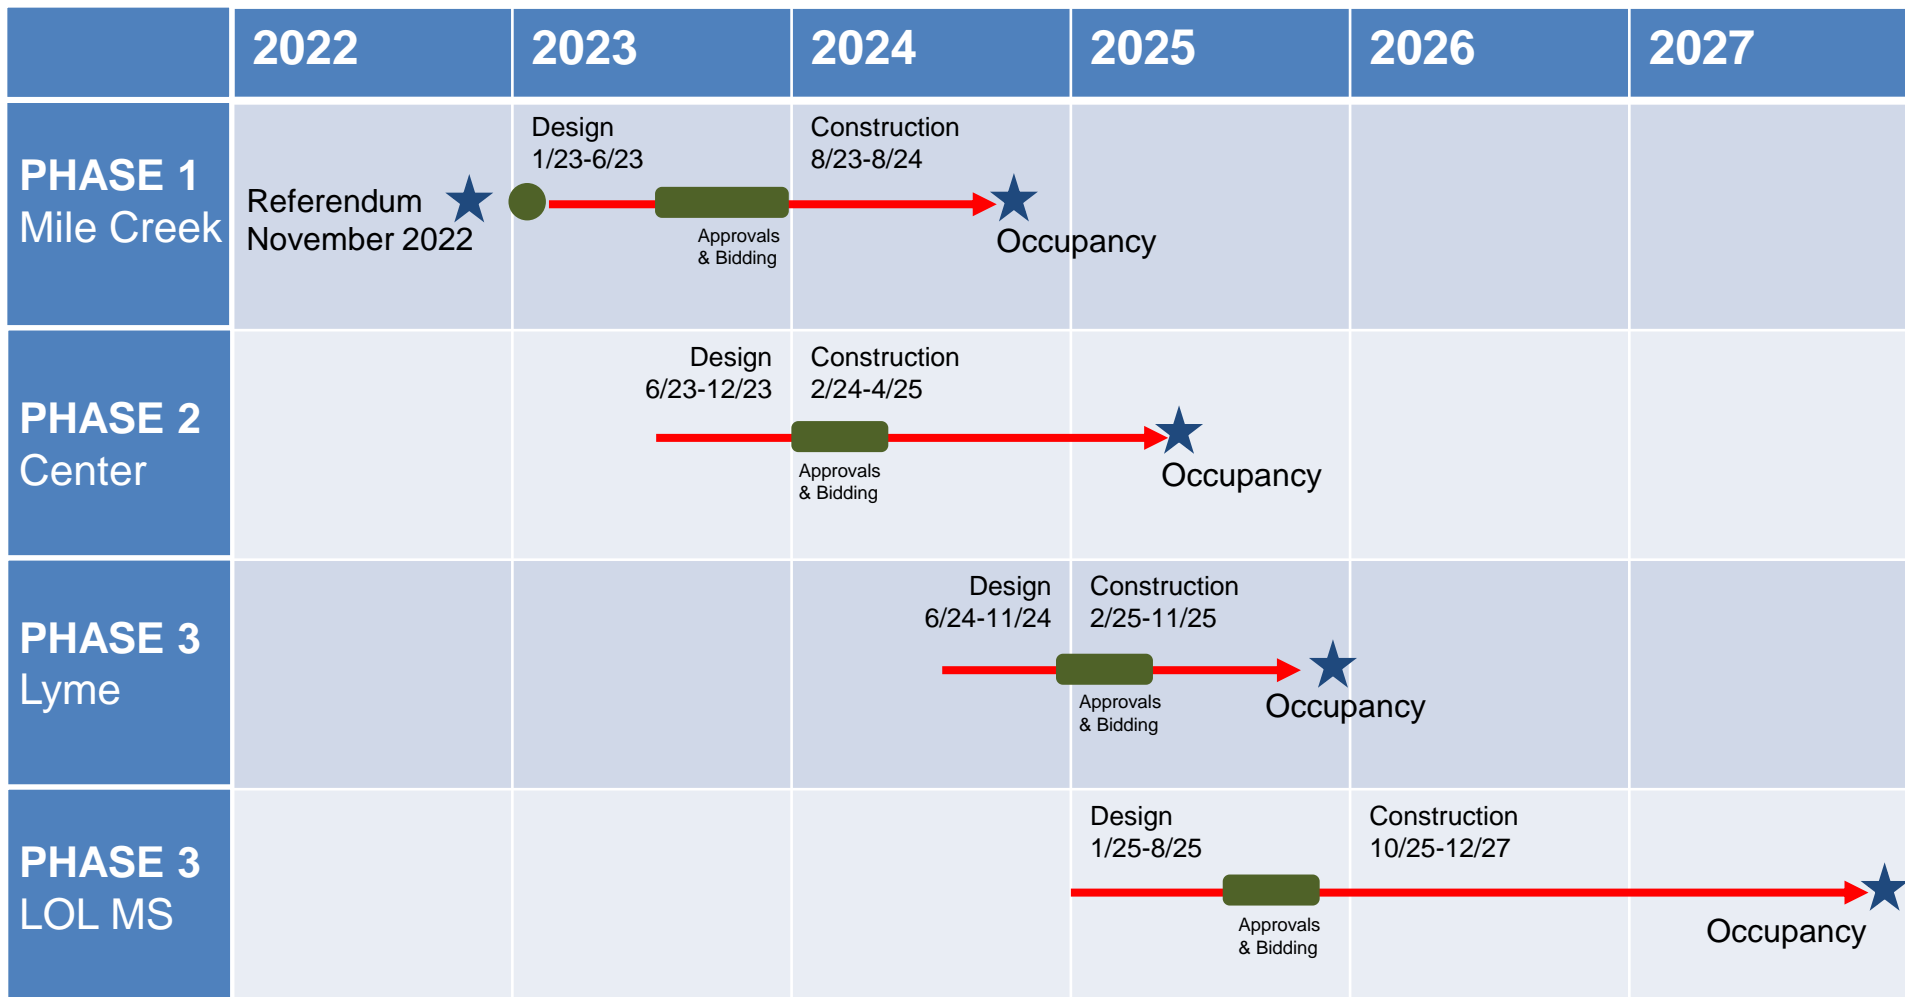 2022 2023 2024 2025 2026 2027
PHASE 1
Mile Creek
Referendum
November 2022
Design
1/23-6/23
Approvals
& Bidding
Construction
8/23-8/24
Occupancy
PHASE 2
Center
Design
6/23-12/23
Construction
2/24-4/25
Approvals
& Bidding
Occupancy
PHASE 3
Lyme
Design
6/24-11/24
Construction
2/25-11/25
Approvals
& Bidding
Occupancy
PHASE 3
LOL MS
Design
1/25-8/25
Construction
10/25-12/27
Approvals
& Bidding
Occupancy